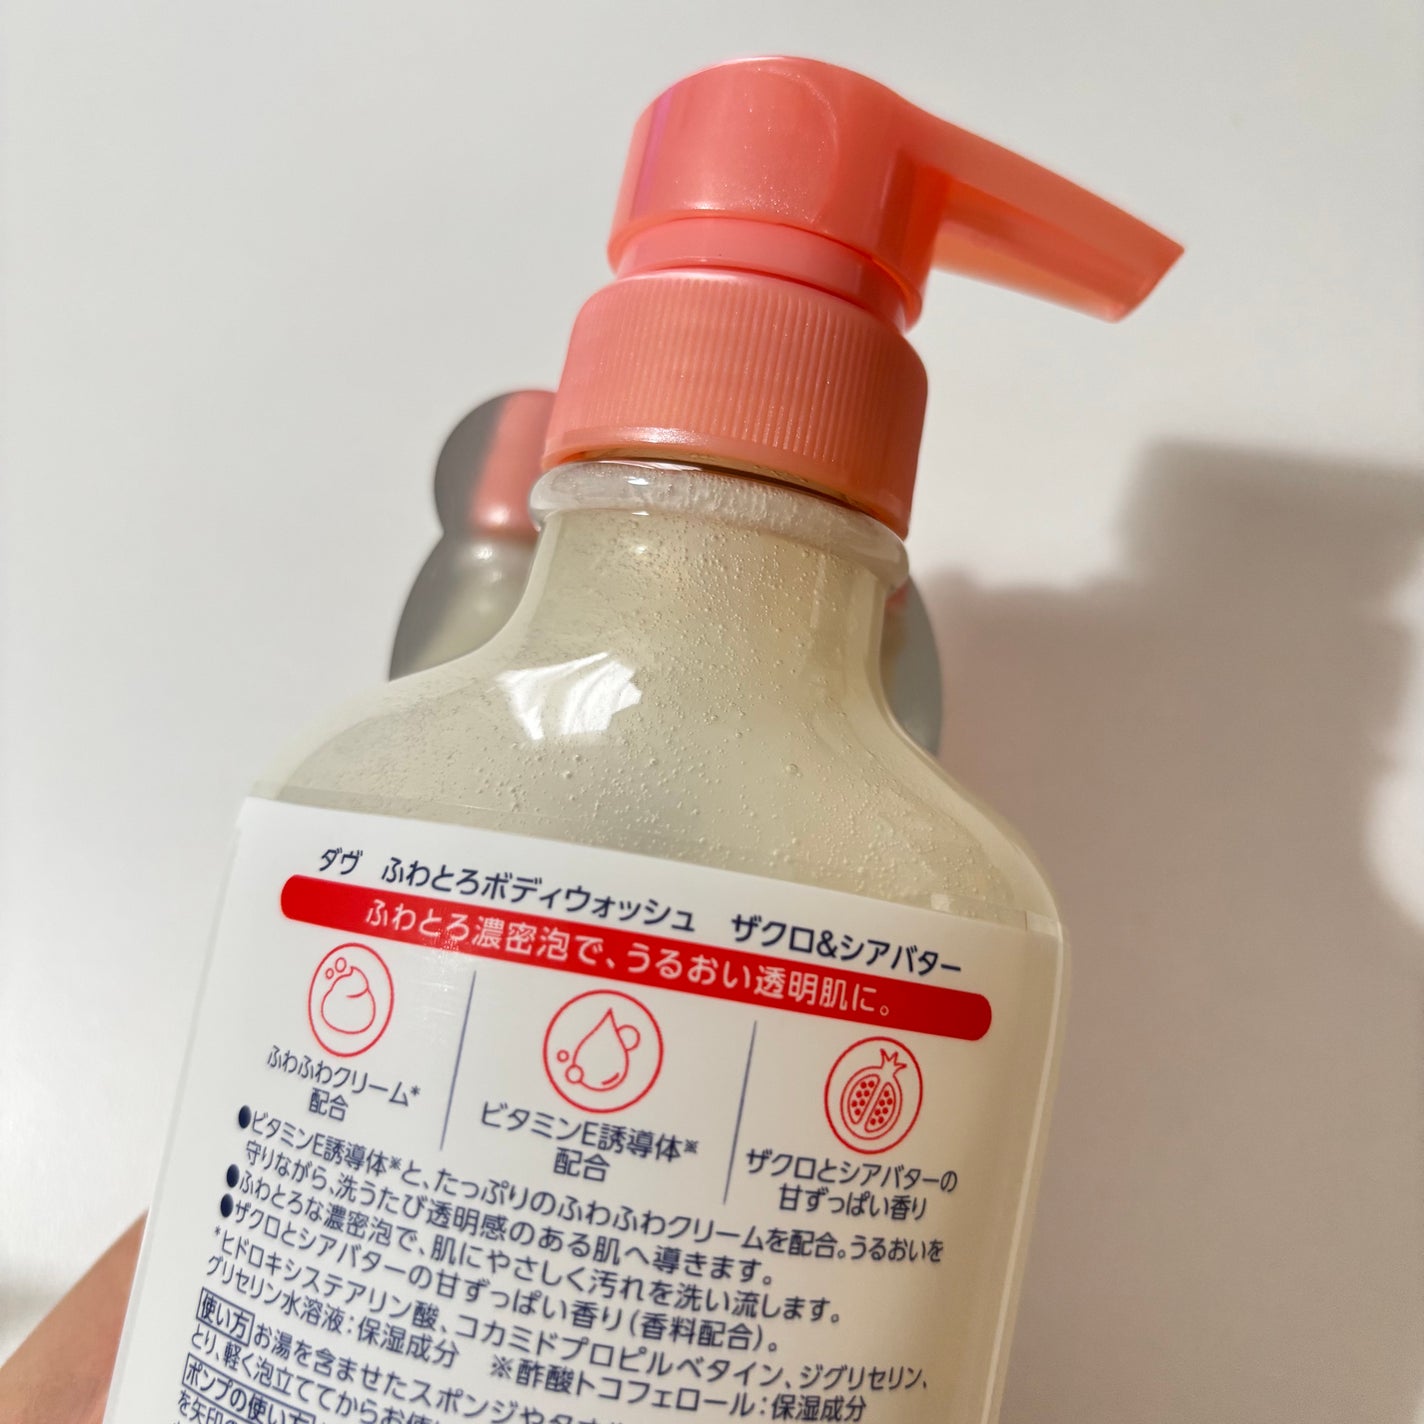 ダヴ ふわとろボディウォッシュ ザクロ&シアバター
ふわとろ濃密泡で、うるおい透明肌に。
ふわふわクリーム*
配合
ビタミンE誘導体※
配合
ザクロとシアバターの
甘ずっぱい香り
●ビタミンE誘導体※と、たっぷりのふわふわクリームを配合。うるおいを
守りながら、洗うたび透明感のある肌へ導きます。
●ふわとろな濃密泡で、肌にやさしく汚れを洗い流します。
●ザクロとシアバターの甘ずっぱい香り(香料配合)。
*ヒドロキシステアリン酸、コカミドプロピルベタイン、ジグリセリン、
グリセリン水溶液:保湿成分 ※酢酸トコフェロール:保湿成分
使い方 お湯を含ませたスポンジや
とり、軽く泡立ててからお使い
ポンプの使い方
を矢印の